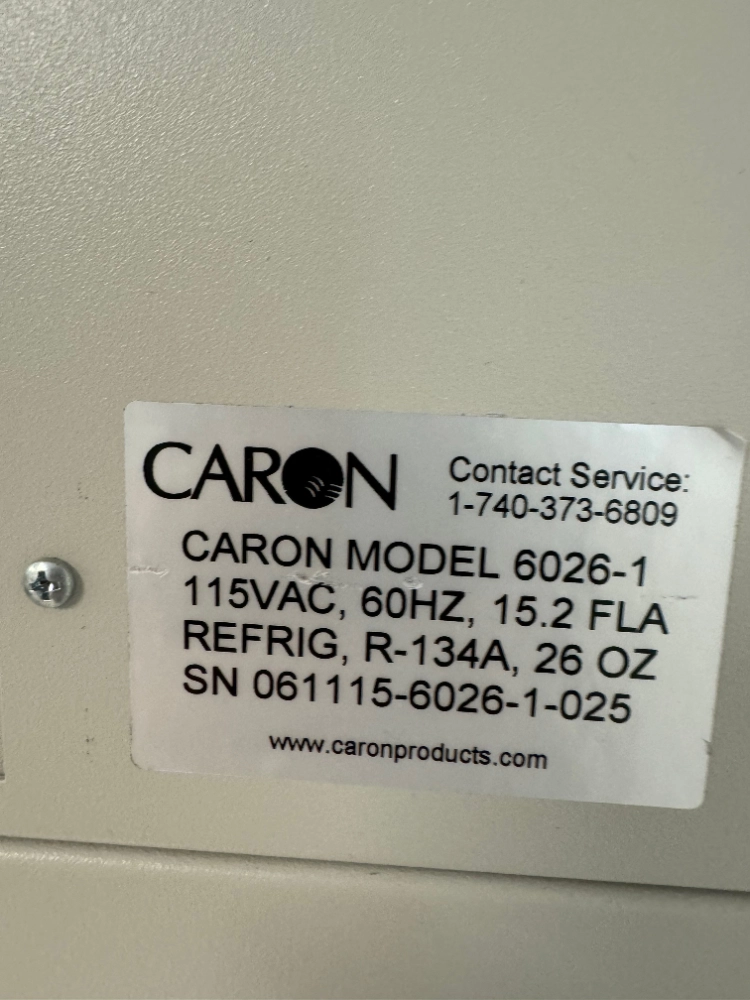 CARON
Contact Service:
1-740-373-6809
CARON MODEL 6026-1
115VAC, 60HZ, 15.2 FLA
REFRIG, R-134A, 26 OZ
SN 061115-6026-1-025
www.caronproducts.com